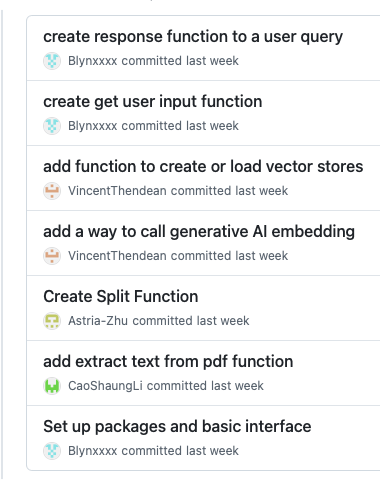 create response function to a user query
Blynxxxx committed last week
create get user input function
Blynxxxx committed last week
add function to create or load vector stores
VincentThendean committed last week
add a way to call generative AI embedding
VincentThendean committed last week
Create Split Function
Astria-Zhu committed last week
add extract text from pdf function
CaoShaungLi committed last week
Set up packages and basic interface
Blynxxxx committed last week